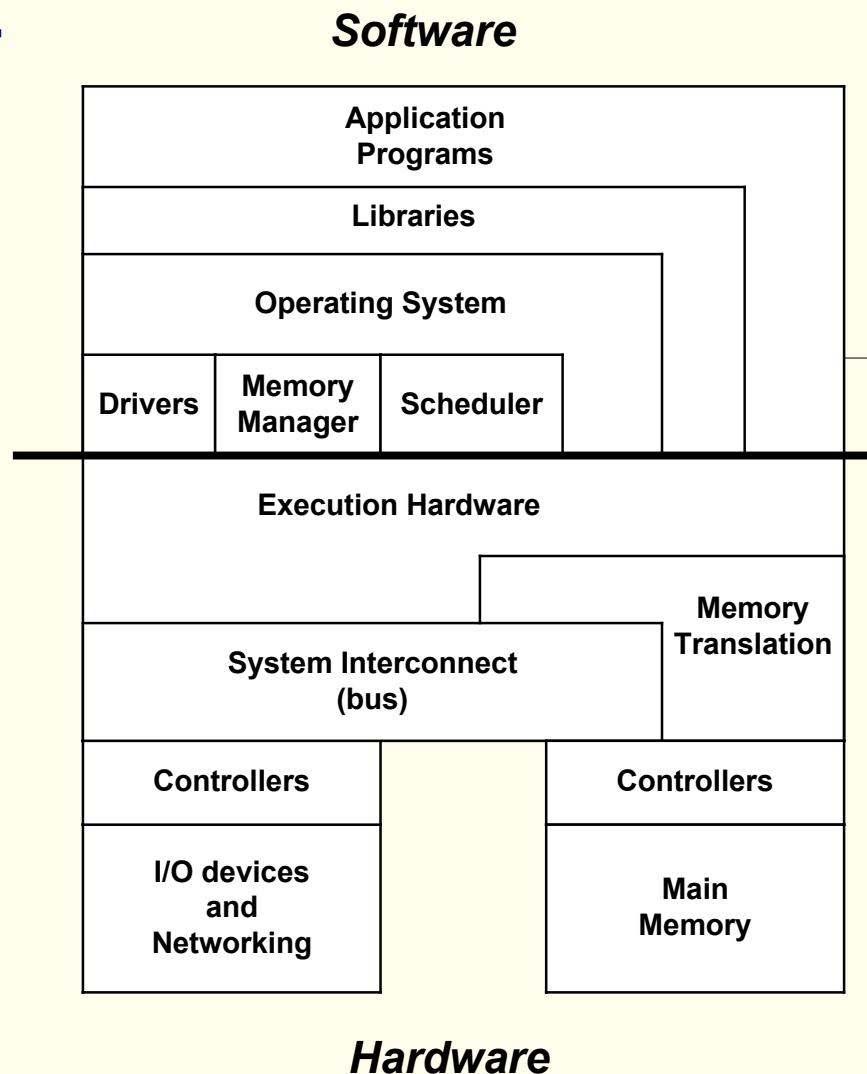 Software
Application
Programs
Libraries
Operating System
Drivers
Memory
Manager
Scheduler
Execution Hardware
Memory
Translation
System Interconnect
(bus)
Controllers
Controllers
I/O devices
and
Networking
Main
Memory
Hardware